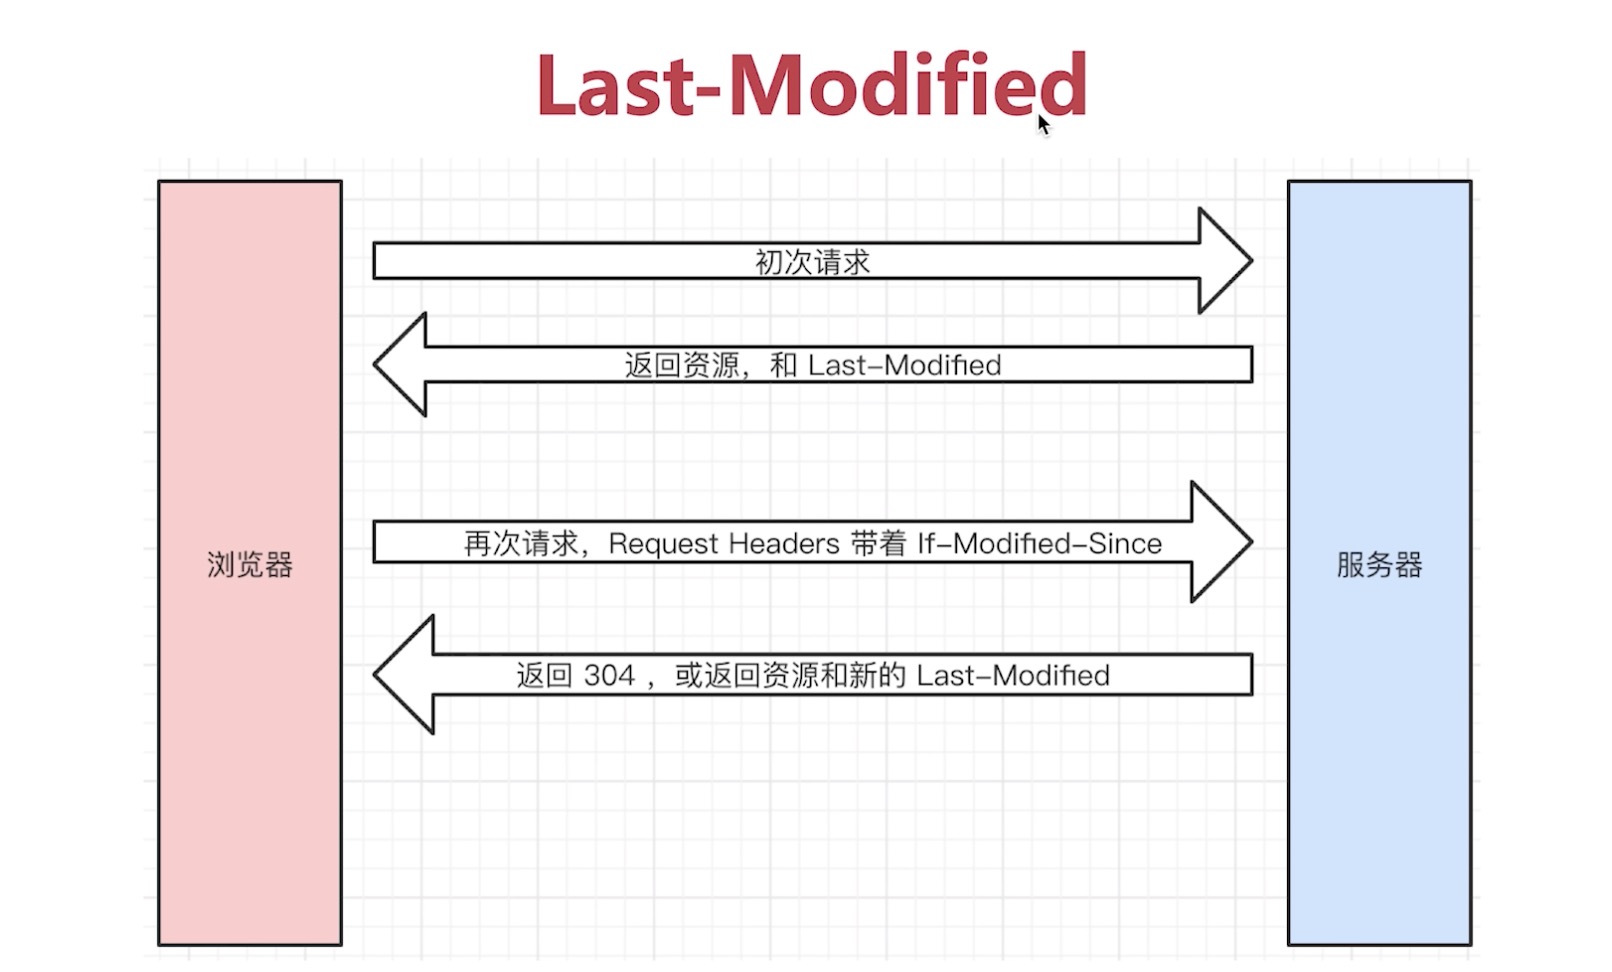 Last-Modified
初次请求
返回资源，和 Last-Modified
浏览器
再次请求，Request Headers 带着 If-Modified-Since
服务器
返回 304 ，或返回资源和新的 Last-Modified